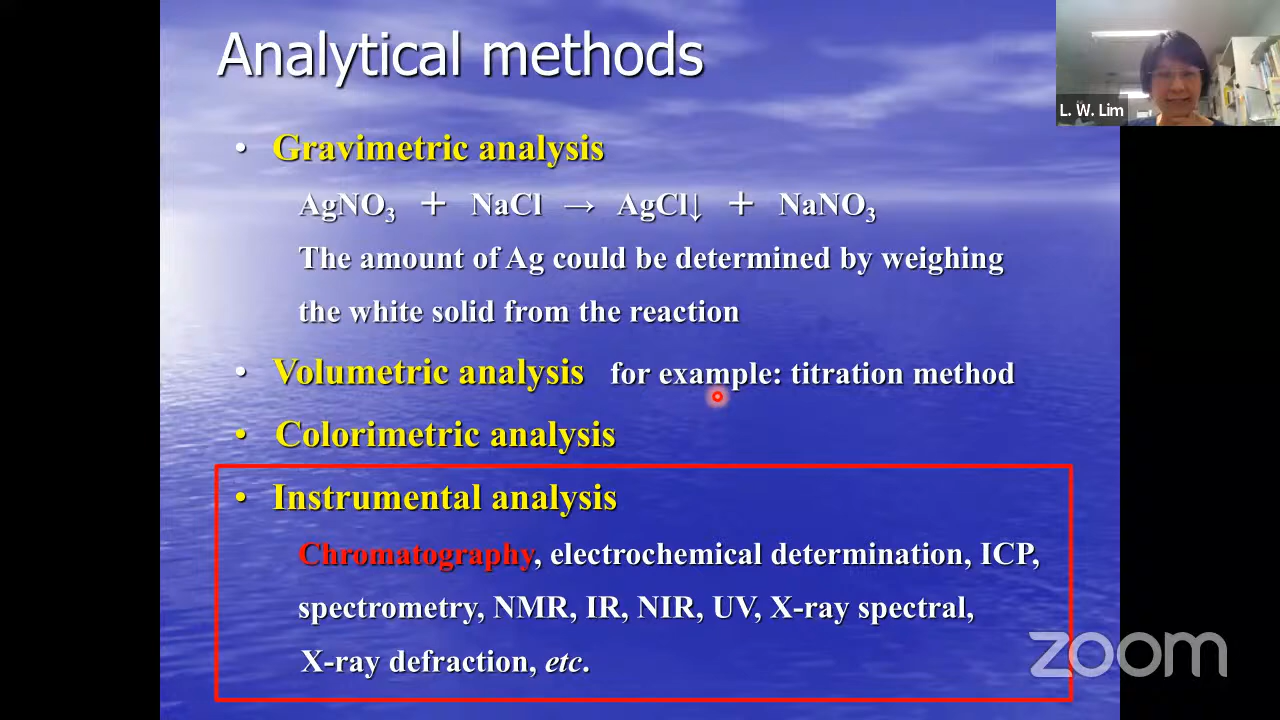 Analytical methods
L. W. Lim
• Gravimetric analysis
AgNO₃ + NaCl → AgCl↓ + NaNO₃
The amount of Ag could be determined by weighing
the white solid from the reaction
• Volumetric analysis for example: titration method
• Colorimetric analysis
• Instrumental analysis
Chromatography, electrochemical determination, ICP,
spectrometry, NMR, IR, NIR, UV, X-ray spectral,
X-ray defraction, etc.
zoom